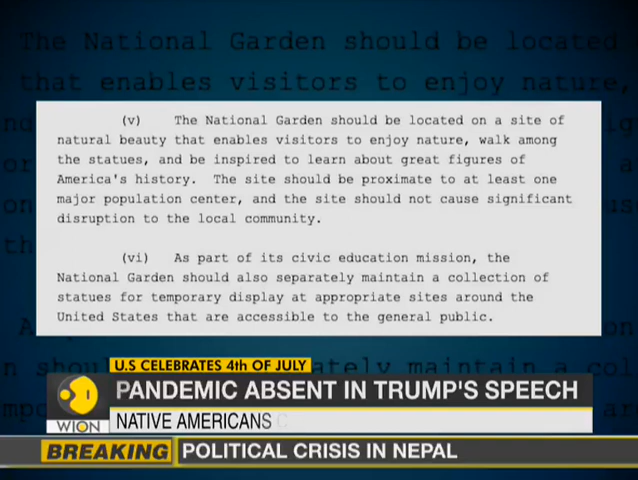 The National Garden should be located
that enables visitors to enjoy nature,
(v) The National Garden should be located on a site of
natural beauty that enables visitors to enjoy nature, walk among
the statues, and be inspired to learn about great figures of
America's history. The site should be proximate to at least one
major population center, and the site should not cause significant
disruption to the local community.
(vi) As part of its civic education mission, the
National Garden should also separately maintain a collection of
statues for temporary display at appropriate sites around the
United States that are accessible to the general public.
U.S CELEBRATES 4th OF JULY
PANDEMIC ABSENT IN TRUMP'S SPEECH
WION
NATIVE AMERICANS
BREAKING POLITICAL CRISIS IN NEPAL